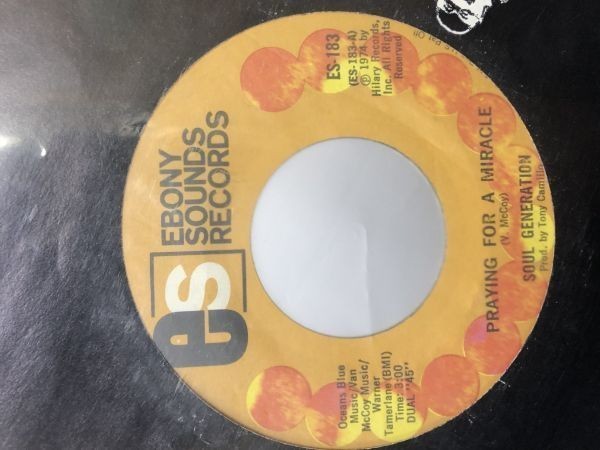 es
EBONY
SOUNDS
RECORDS
ES-183
(ES-183-A)
Ⓟ 1974 by
Hilary Records,
Inc. All Rights
Reserved
Oceans Blue
Music/Van
McCoy Music/
Warner
Tamerlane (BMI)
Time: 3:00
DUAL "45"
PRAYING FOR A MIRACLE
(V. McCoy)
SOUL GENERATION
Prod. by Tony